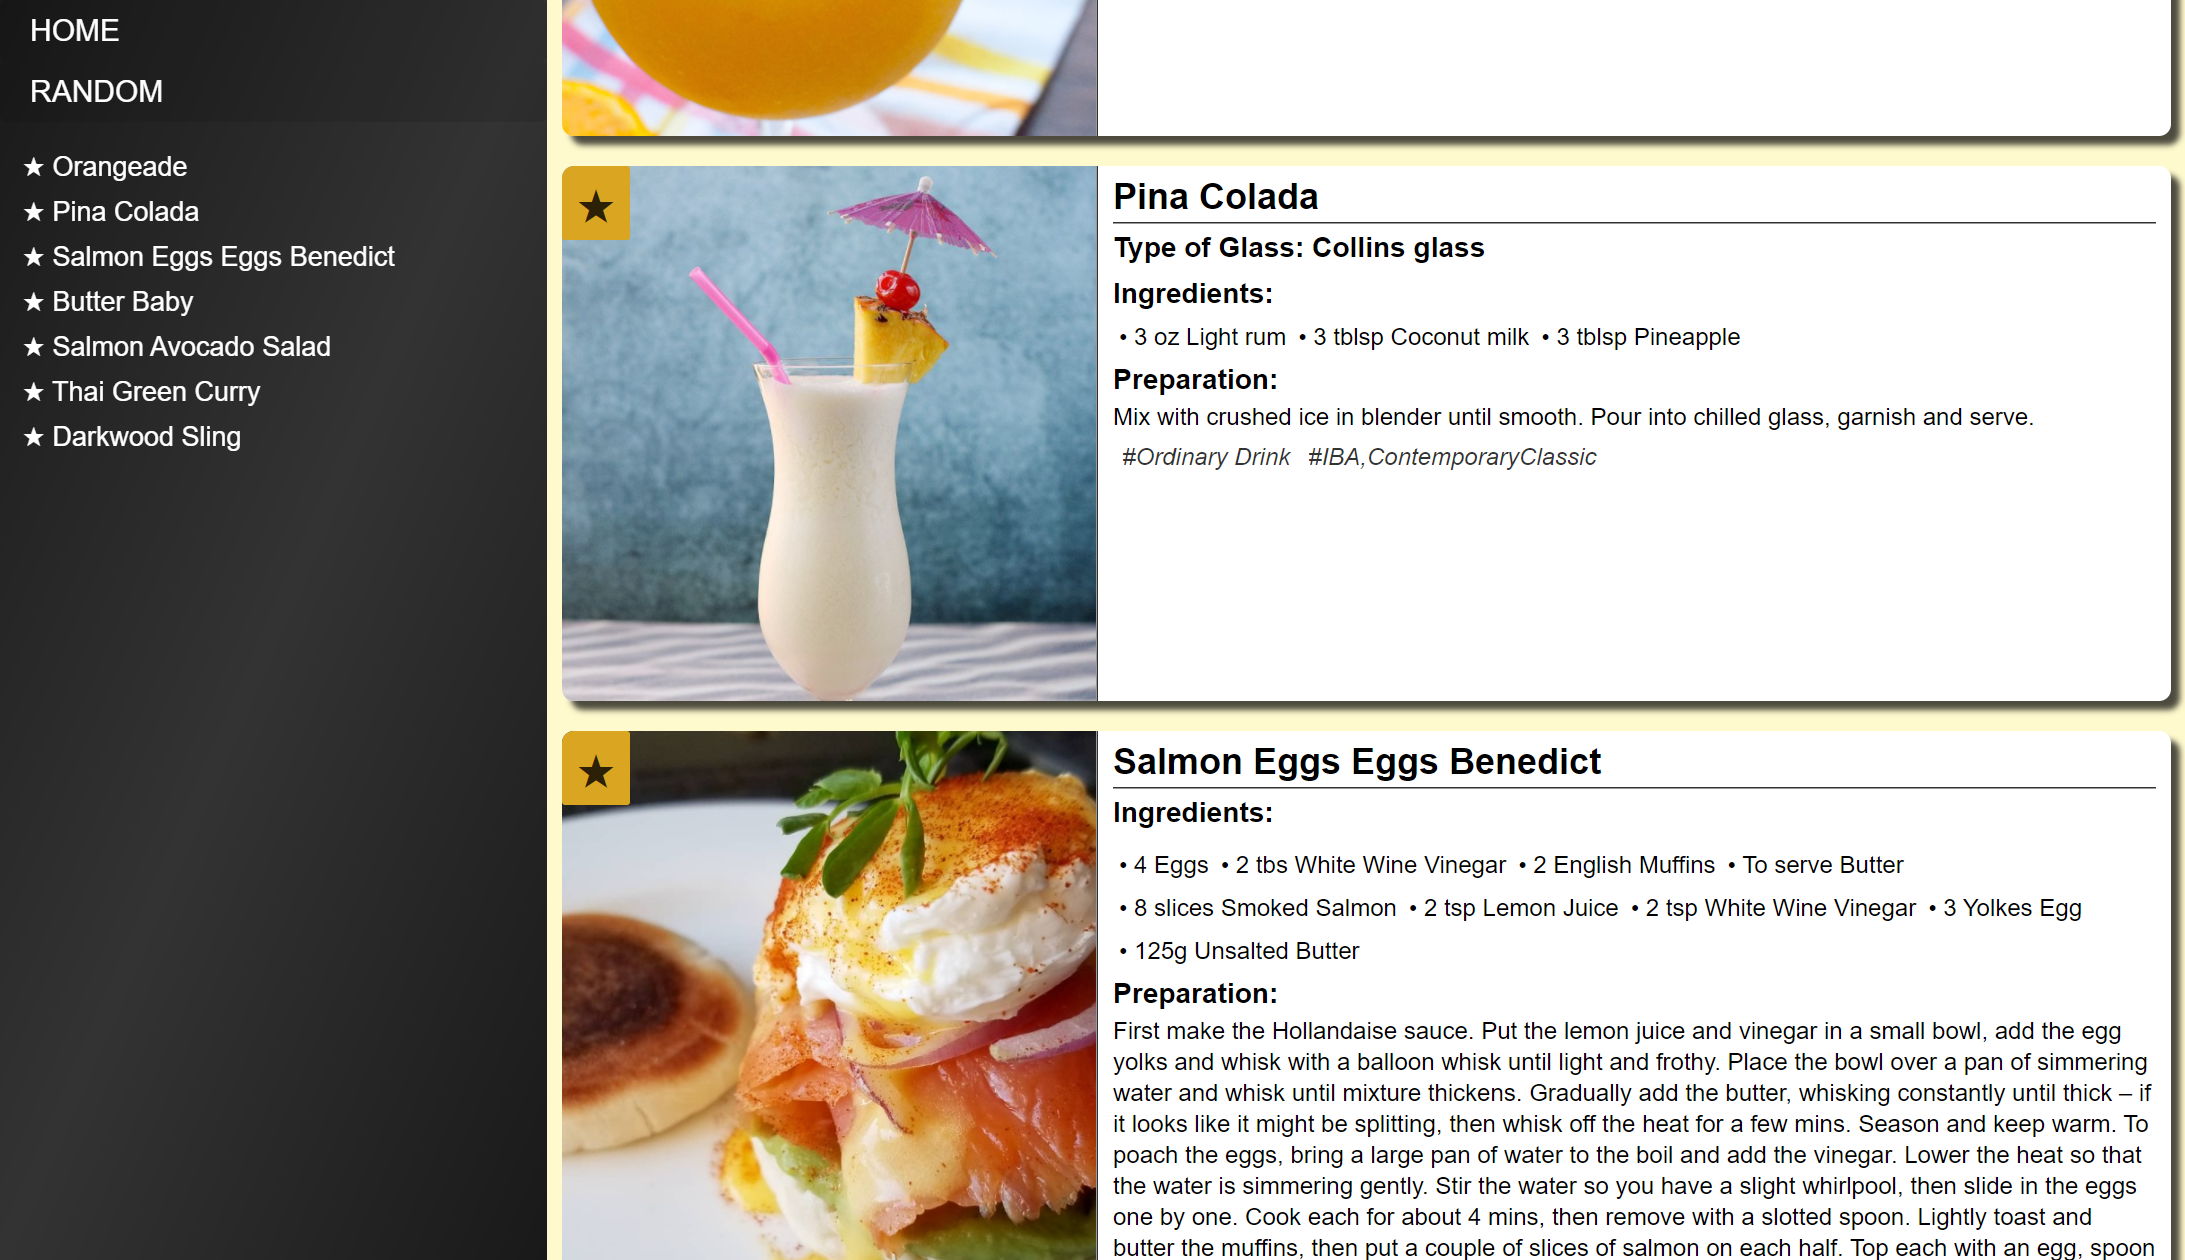 HOME
RANDOM
★ Orangeade
★ Pina Colada
★ Salmon Eggs Eggs Benedict
★ Butter Baby
★ Salmon Avocado Salad
★ Thai Green Curry
★ Darkwood Sling
★
Pina Colada
Type of Glass: Collins glass
Ingredients:
• 3 oz Light rum • 3 tblsp Coconut milk • 3 tblsp Pineapple
Preparation:
Mix with crushed ice in blender until smooth. Pour into chilled glass, garnish and serve.
#Ordinary Drink #IBA,ContemporaryClassic
★
Salmon Eggs Eggs Benedict
Ingredients:
• 4 Eggs • 2 tbs White Wine Vinegar • 2 English Muffins • To serve Butter
• 8 slices Smoked Salmon • 2 tsp Lemon Juice • 2 tsp White Wine Vinegar • 3 Yolkes Egg
• 125g Unsalted Butter
Preparation:
First make the Hollandaise sauce. Put the lemon juice and vinegar in a small bowl, add the egg
yolks and whisk with a balloon whisk until light and frothy. Place the bowl over a pan of simmering
water and whisk until mixture thickens. Gradually add the butter, whisking constantly until thick – if
it looks like it might be splitting, then whisk off the heat for a few mins. Season and keep warm. To
poach the eggs, bring a large pan of water to the boil and add the vinegar. Lower the heat so that
the water is simmering gently. Stir the water so you have a slight whirlpool, then slide in the eggs
one by one. Cook each for about 4 mins, then remove with a slotted spoon. Lightly toast and
butter the muffins, then put a couple of slices of salmon on each half. Top each with an egg, spoon